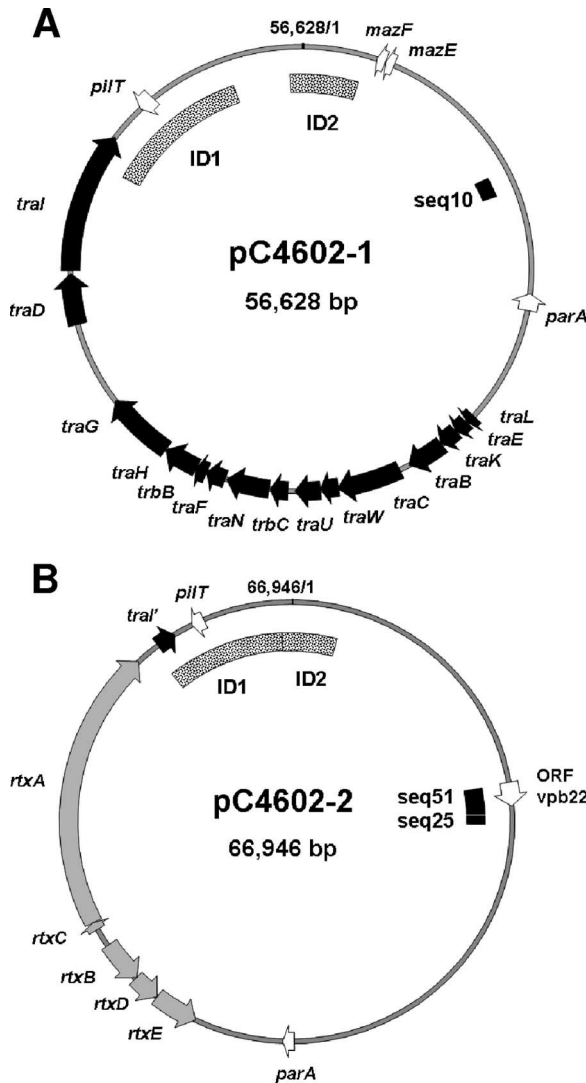 A
56,628/1
mazF
mazE
pilT
ID1
ID2
traI
seq10
pC4602-1
56,628 bp
traD
parA
traG
traL
traE
traK
traB
traH
trbB
traF
traN
trbC
traU
traW
traC
B
66,946/1
traI'
pilT
ID1
ID2
rtxA
pC4602-2
66,946 bp
seq51
seq25
ORF
vpb22
rtxC
rtxB
rtxD
rtxE
parA